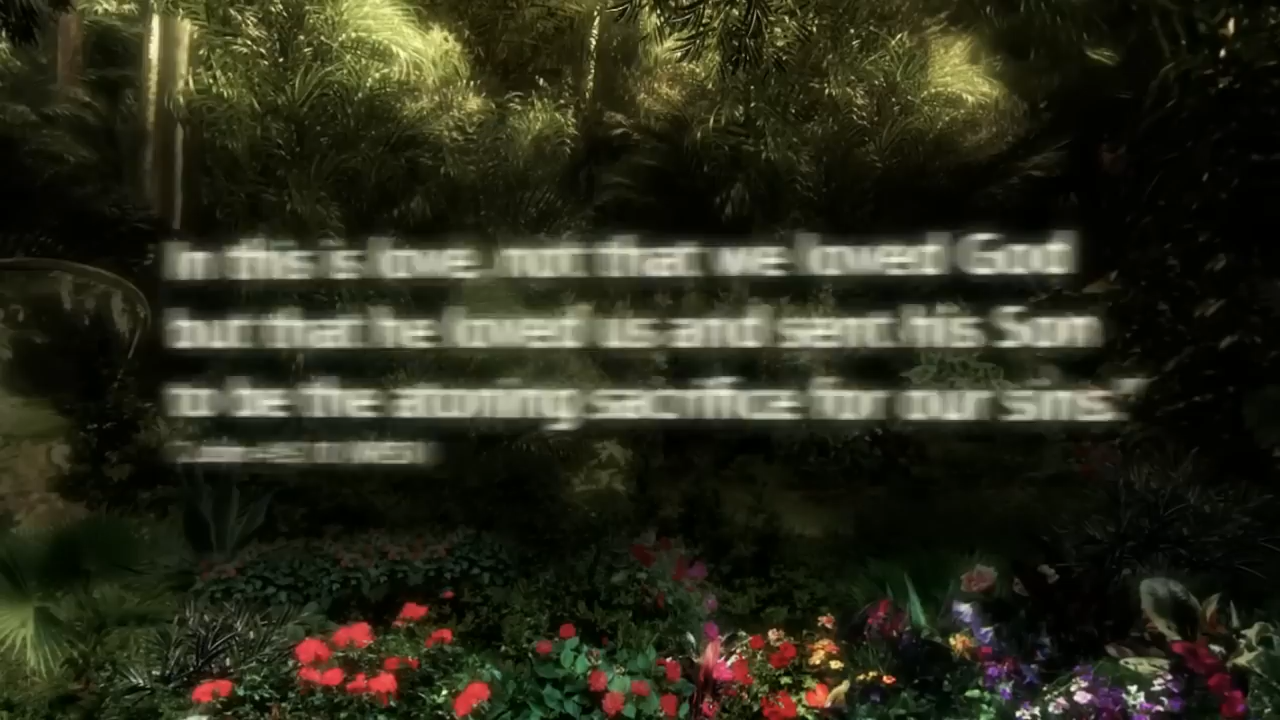 In this is love, not that we loved God
but that he loved us and sent his Son
to be the atoning sacrifice for our sins."